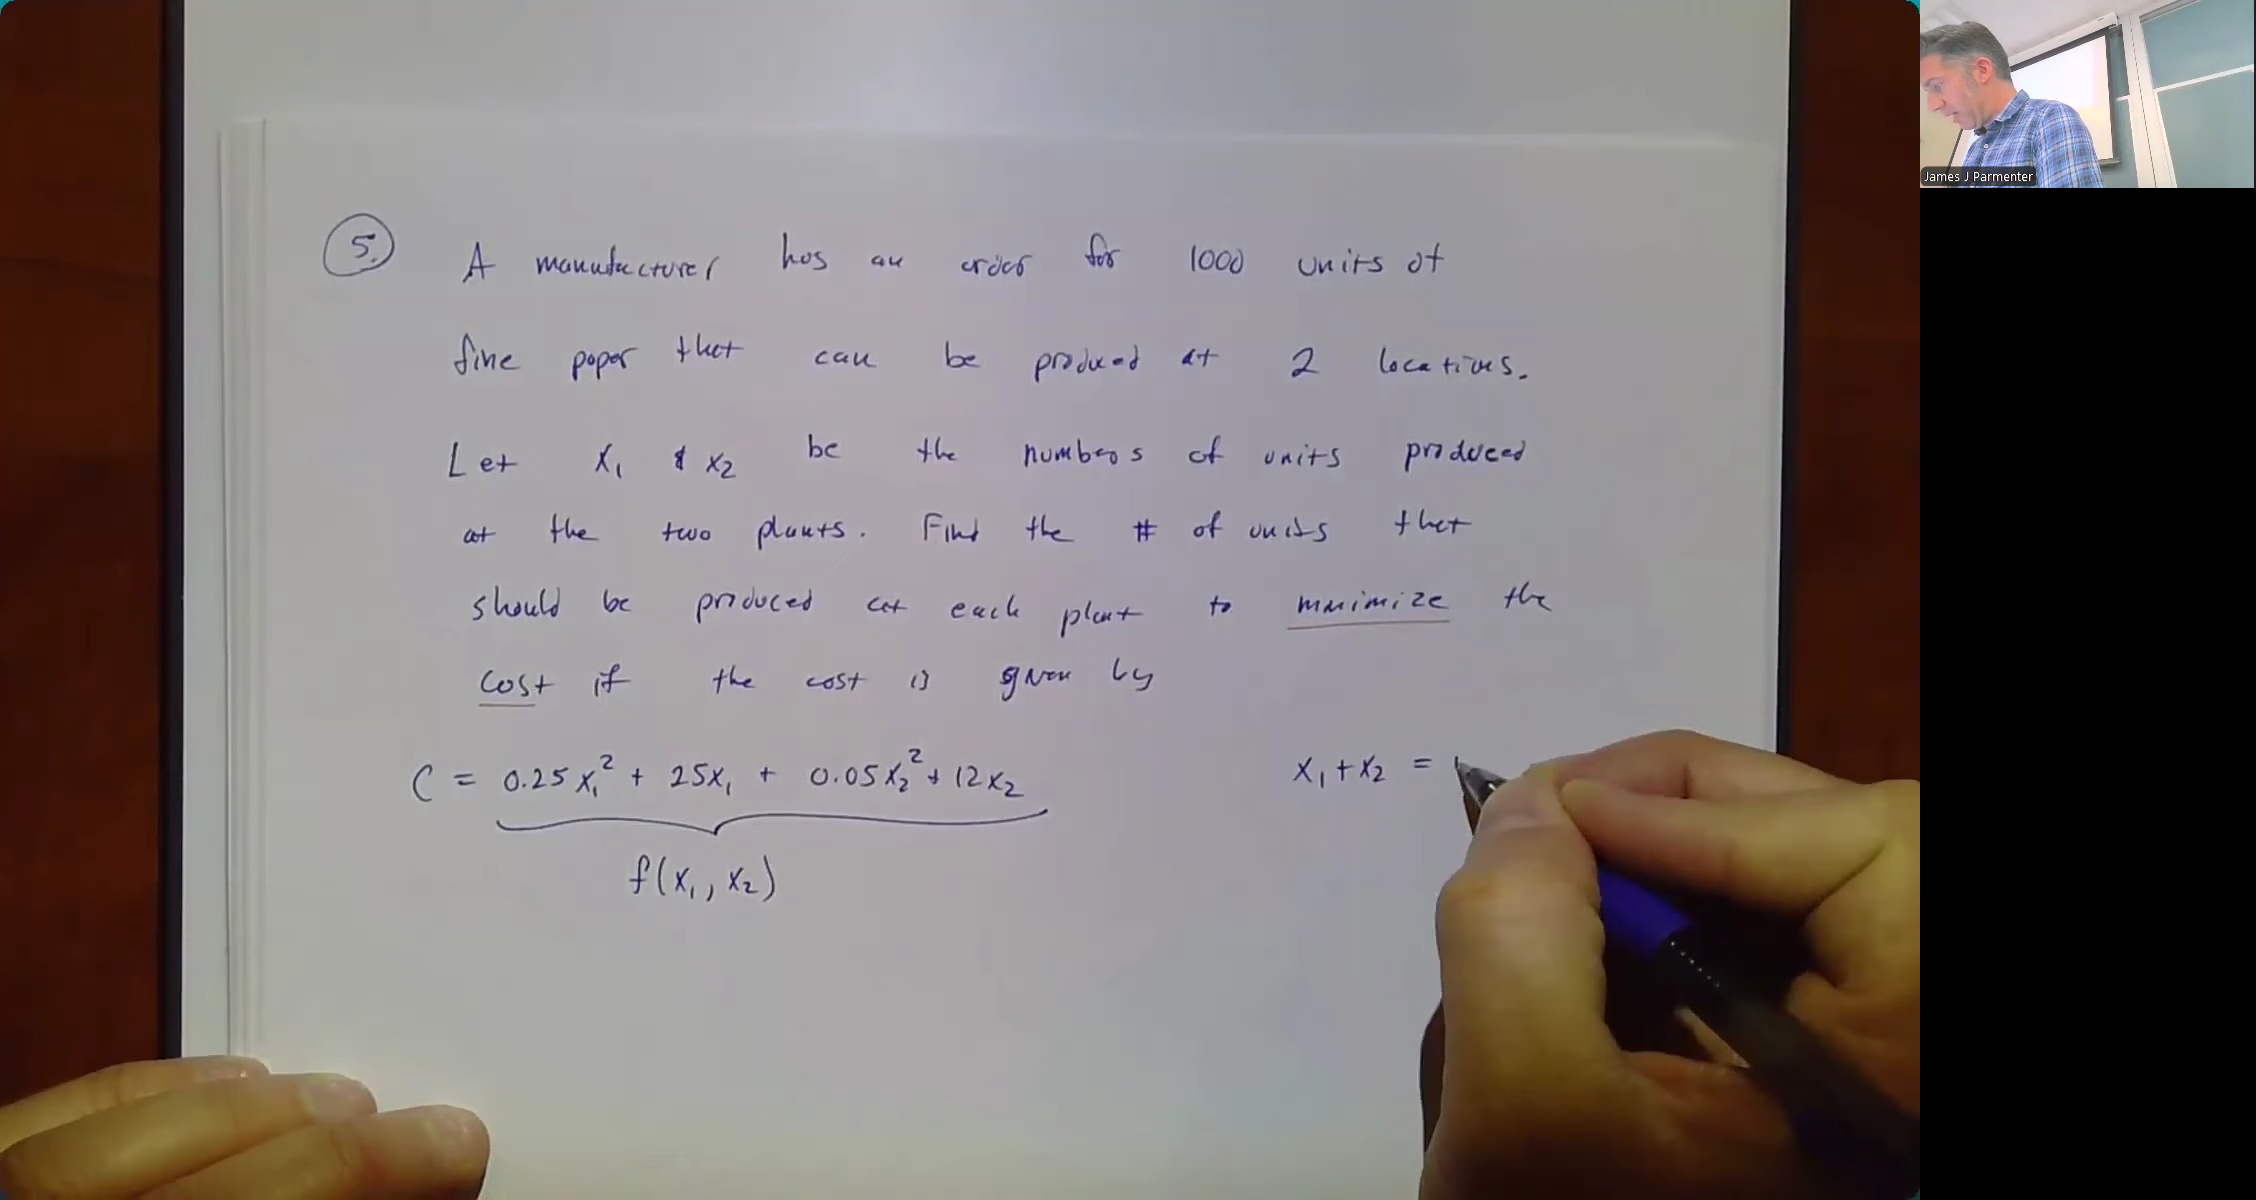 James J Parmenter
5. A manufacturer has an order for 1000 units of
fine paper that can be produced at 2 locations.
Let x₁ & x₂ be the numbers of units produced
at the two plants. Find the # of units that
should be produced at each plant to minimize the
cost if the cost is given by
C = 0.25x₁² + 25x₁ + 0.05x₂² + 12x₂
x₁ + x₂ =
f(x₁, x₂)